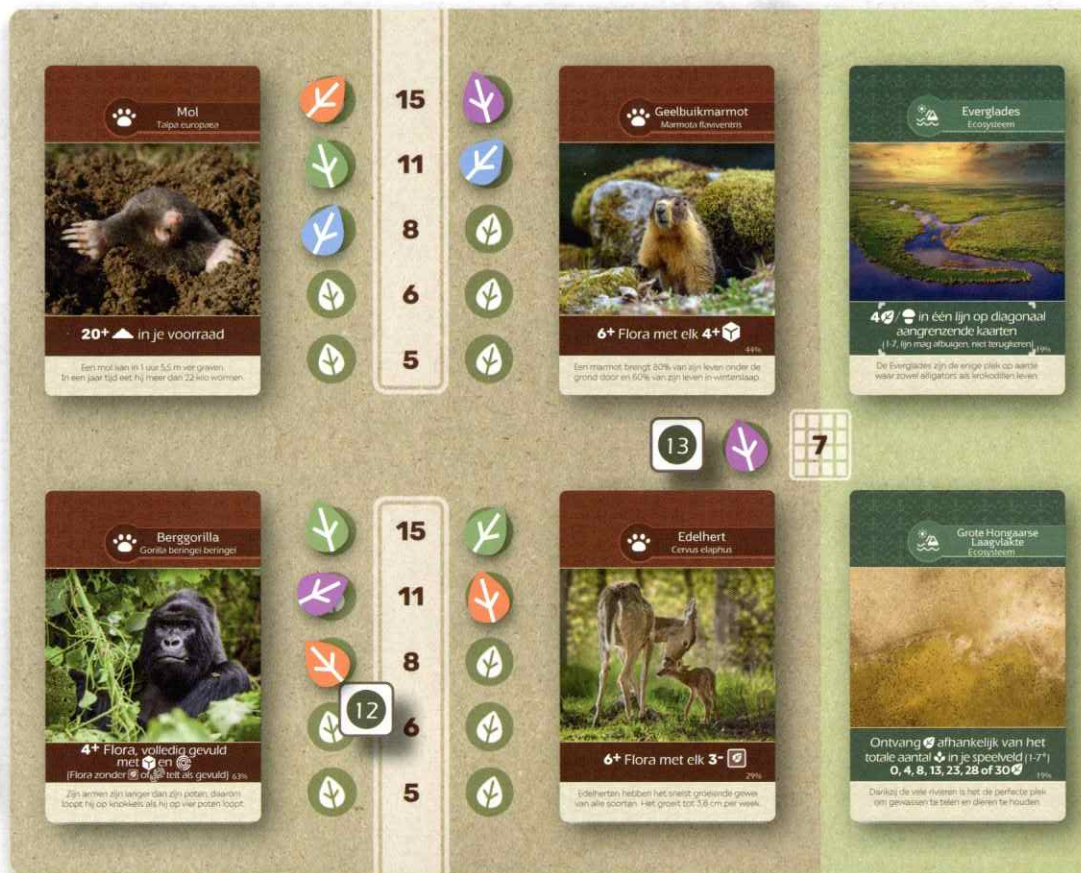 Mol
Talpa europaea
20+ in je voorraad
Een mol kan in 1 uur 5,5 m ver graven.
In een jaar tijd eet hij meer dan 22 kilo wormen.
15
11
8
6
5
Geelbuikmarmot
Marmota flaviventris
6+ Flora met elk 4+
44%
Een marmot brengt 80% van zijn leven onder de
grond door en 60% van zijn leven in winterslaap.
Everglades
Ecosysteem
4 / in één lijn op diagonaal
aangrenzende kaarten
(1-7, lijn mag afbuigen, niet terugkeren)
19%
De Everglades zijn de enige plek op aarde
waar zowel alligators als krokodillen leven.
13
7
Berggorilla
Gorilla beringei beringei
4+ Flora, volledig gevuld
met en
(Flora zonder of telt als gevuld)
63%
Zijn armen zijn langer dan zijn poten, daarom
loopt hij op knokkels als hij op vier poten loopt.
15
11
8
12
6
5
Edelhert
Cervus elaphus
6+ Flora met elk 3-
29%
Edelherten hebben het snelst groeiende gewei
van alle soorten. Het groeit tot 3,8 cm per week.
Grote Hongaarse
Laagvlakte
Ecosysteem
Ontvang afhankelijk van het
totale aantal in je speelveld (1-7+)
0, 4, 8, 13, 23, 28 of 30
19%
Dankzij de vele rivieren is het de perfecte plek
om gewassen te telen en dieren te houden.